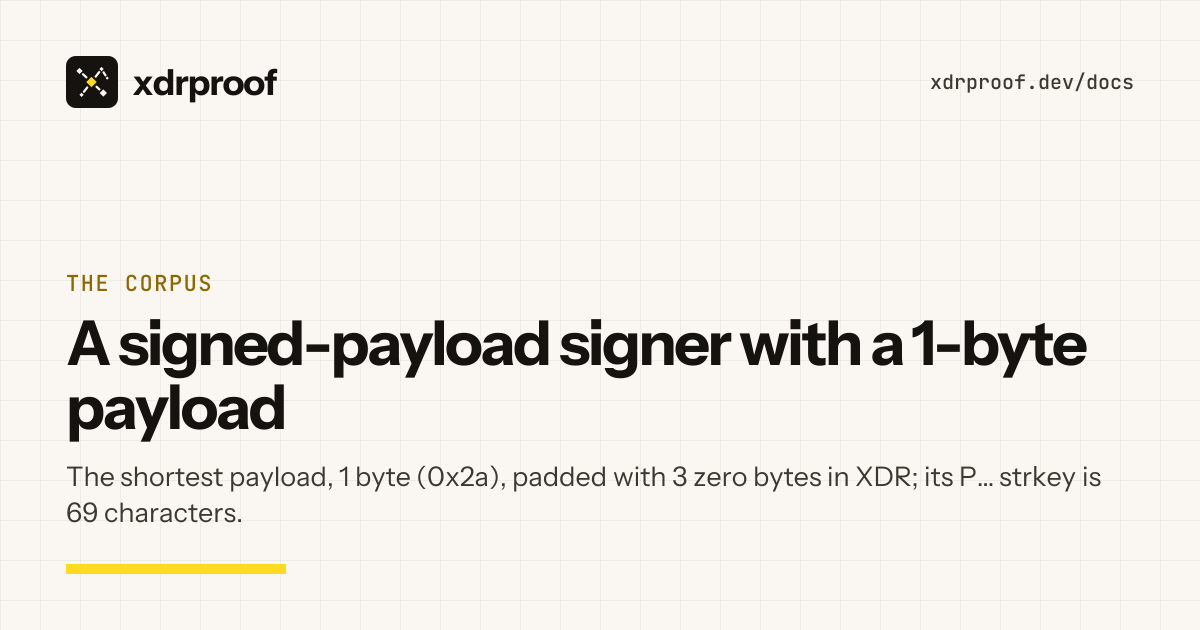 xdrproof
xdrproof.dev/docs
THE CORPUS
A signed-payload signer with a 1-byte
payload
The shortest payload, 1 byte (0x2a), padded with 3 zero bytes in XDR; its P… strkey is
69 characters.